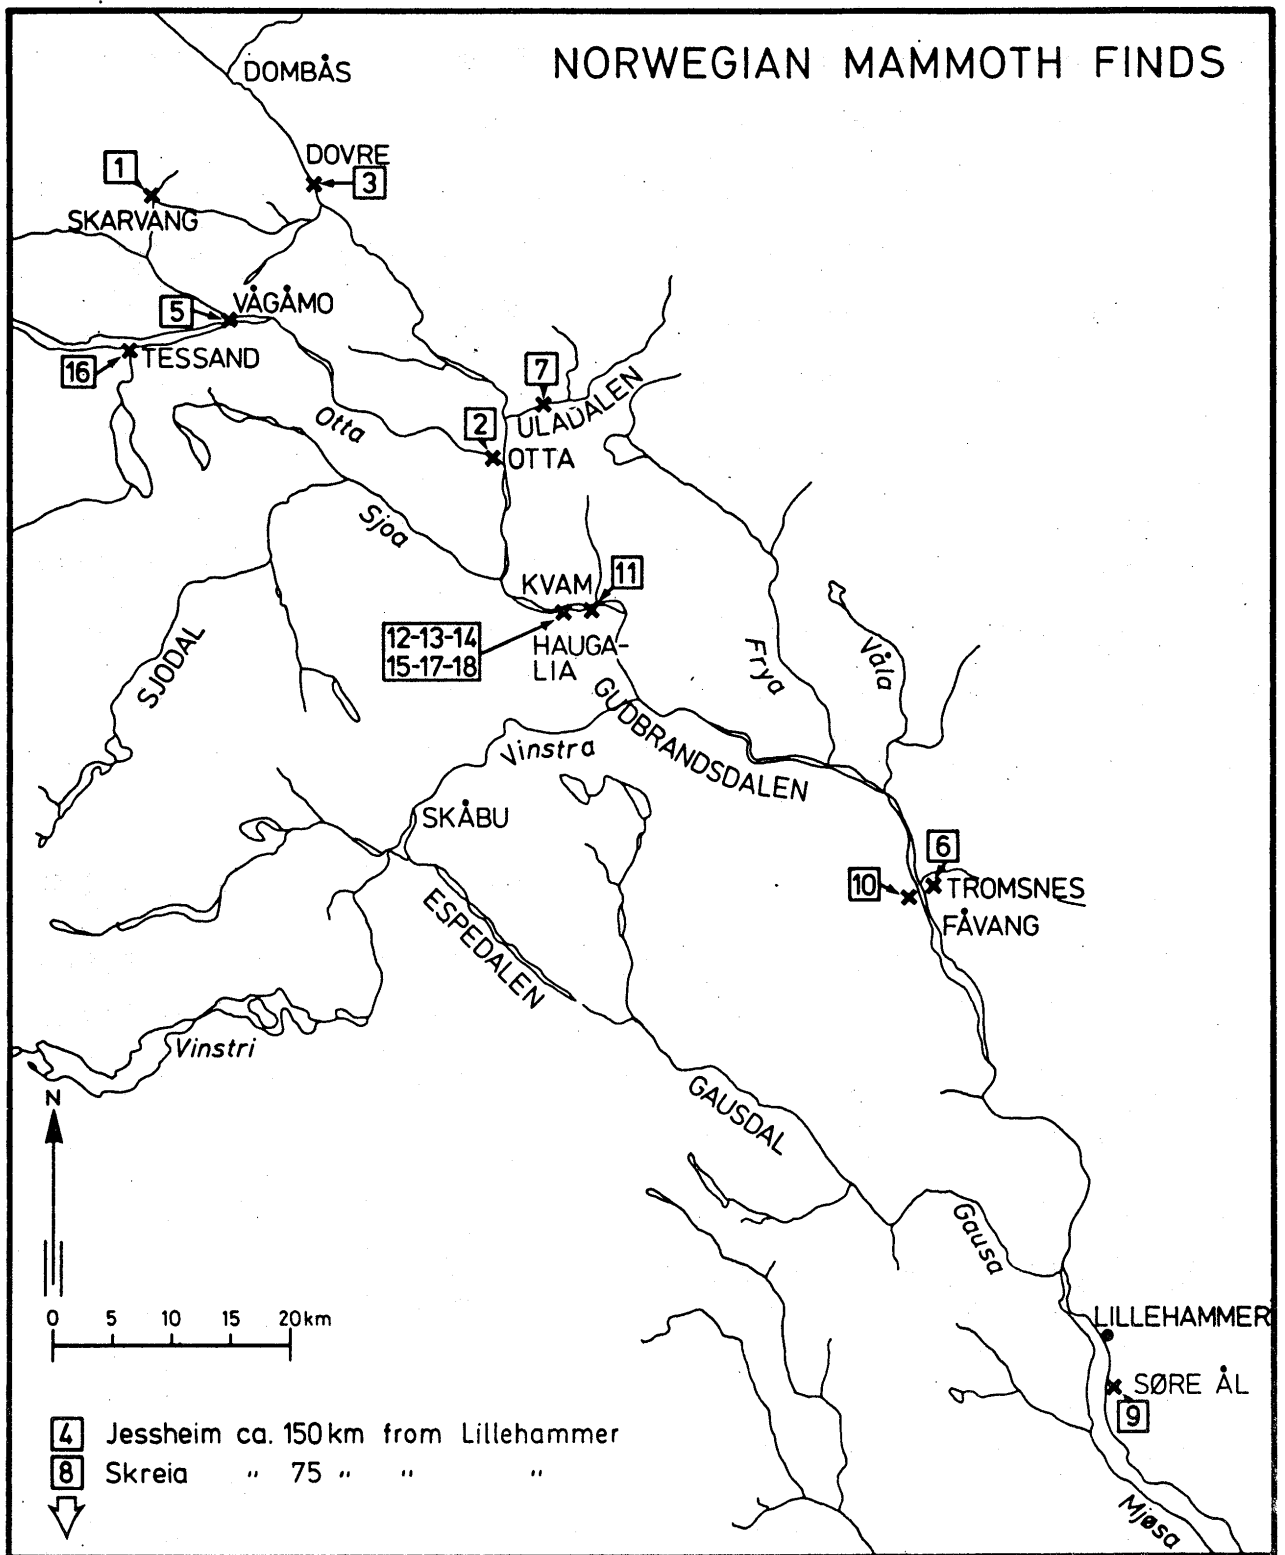 NORWEGIAN MAMMOTH FINDS
DOMBÅS
DOVRE
1
3
SKARVANG
VÅGÅMO
5
TESSAND
16
7
ULADALEN
Otta
2
OTTA
Sjoa
KVAM
11
12-13-14
15-17-18
HAUGA-
LIA
SJODAL
Frya
Våla
GUDBRANDSDALEN
Vinstra
SKÅBU
6
10
TROMSNES
FÅVANG
ESPEDALEN
Vinstri
N
GAUSDAL
Gausa
0 5 10 15 20km
LILLEHAMMER
SØRE ÅL
9
4 Jessheim ca. 150km from Lillehammer
8 Skreia " 75 " " "
Mjøsa